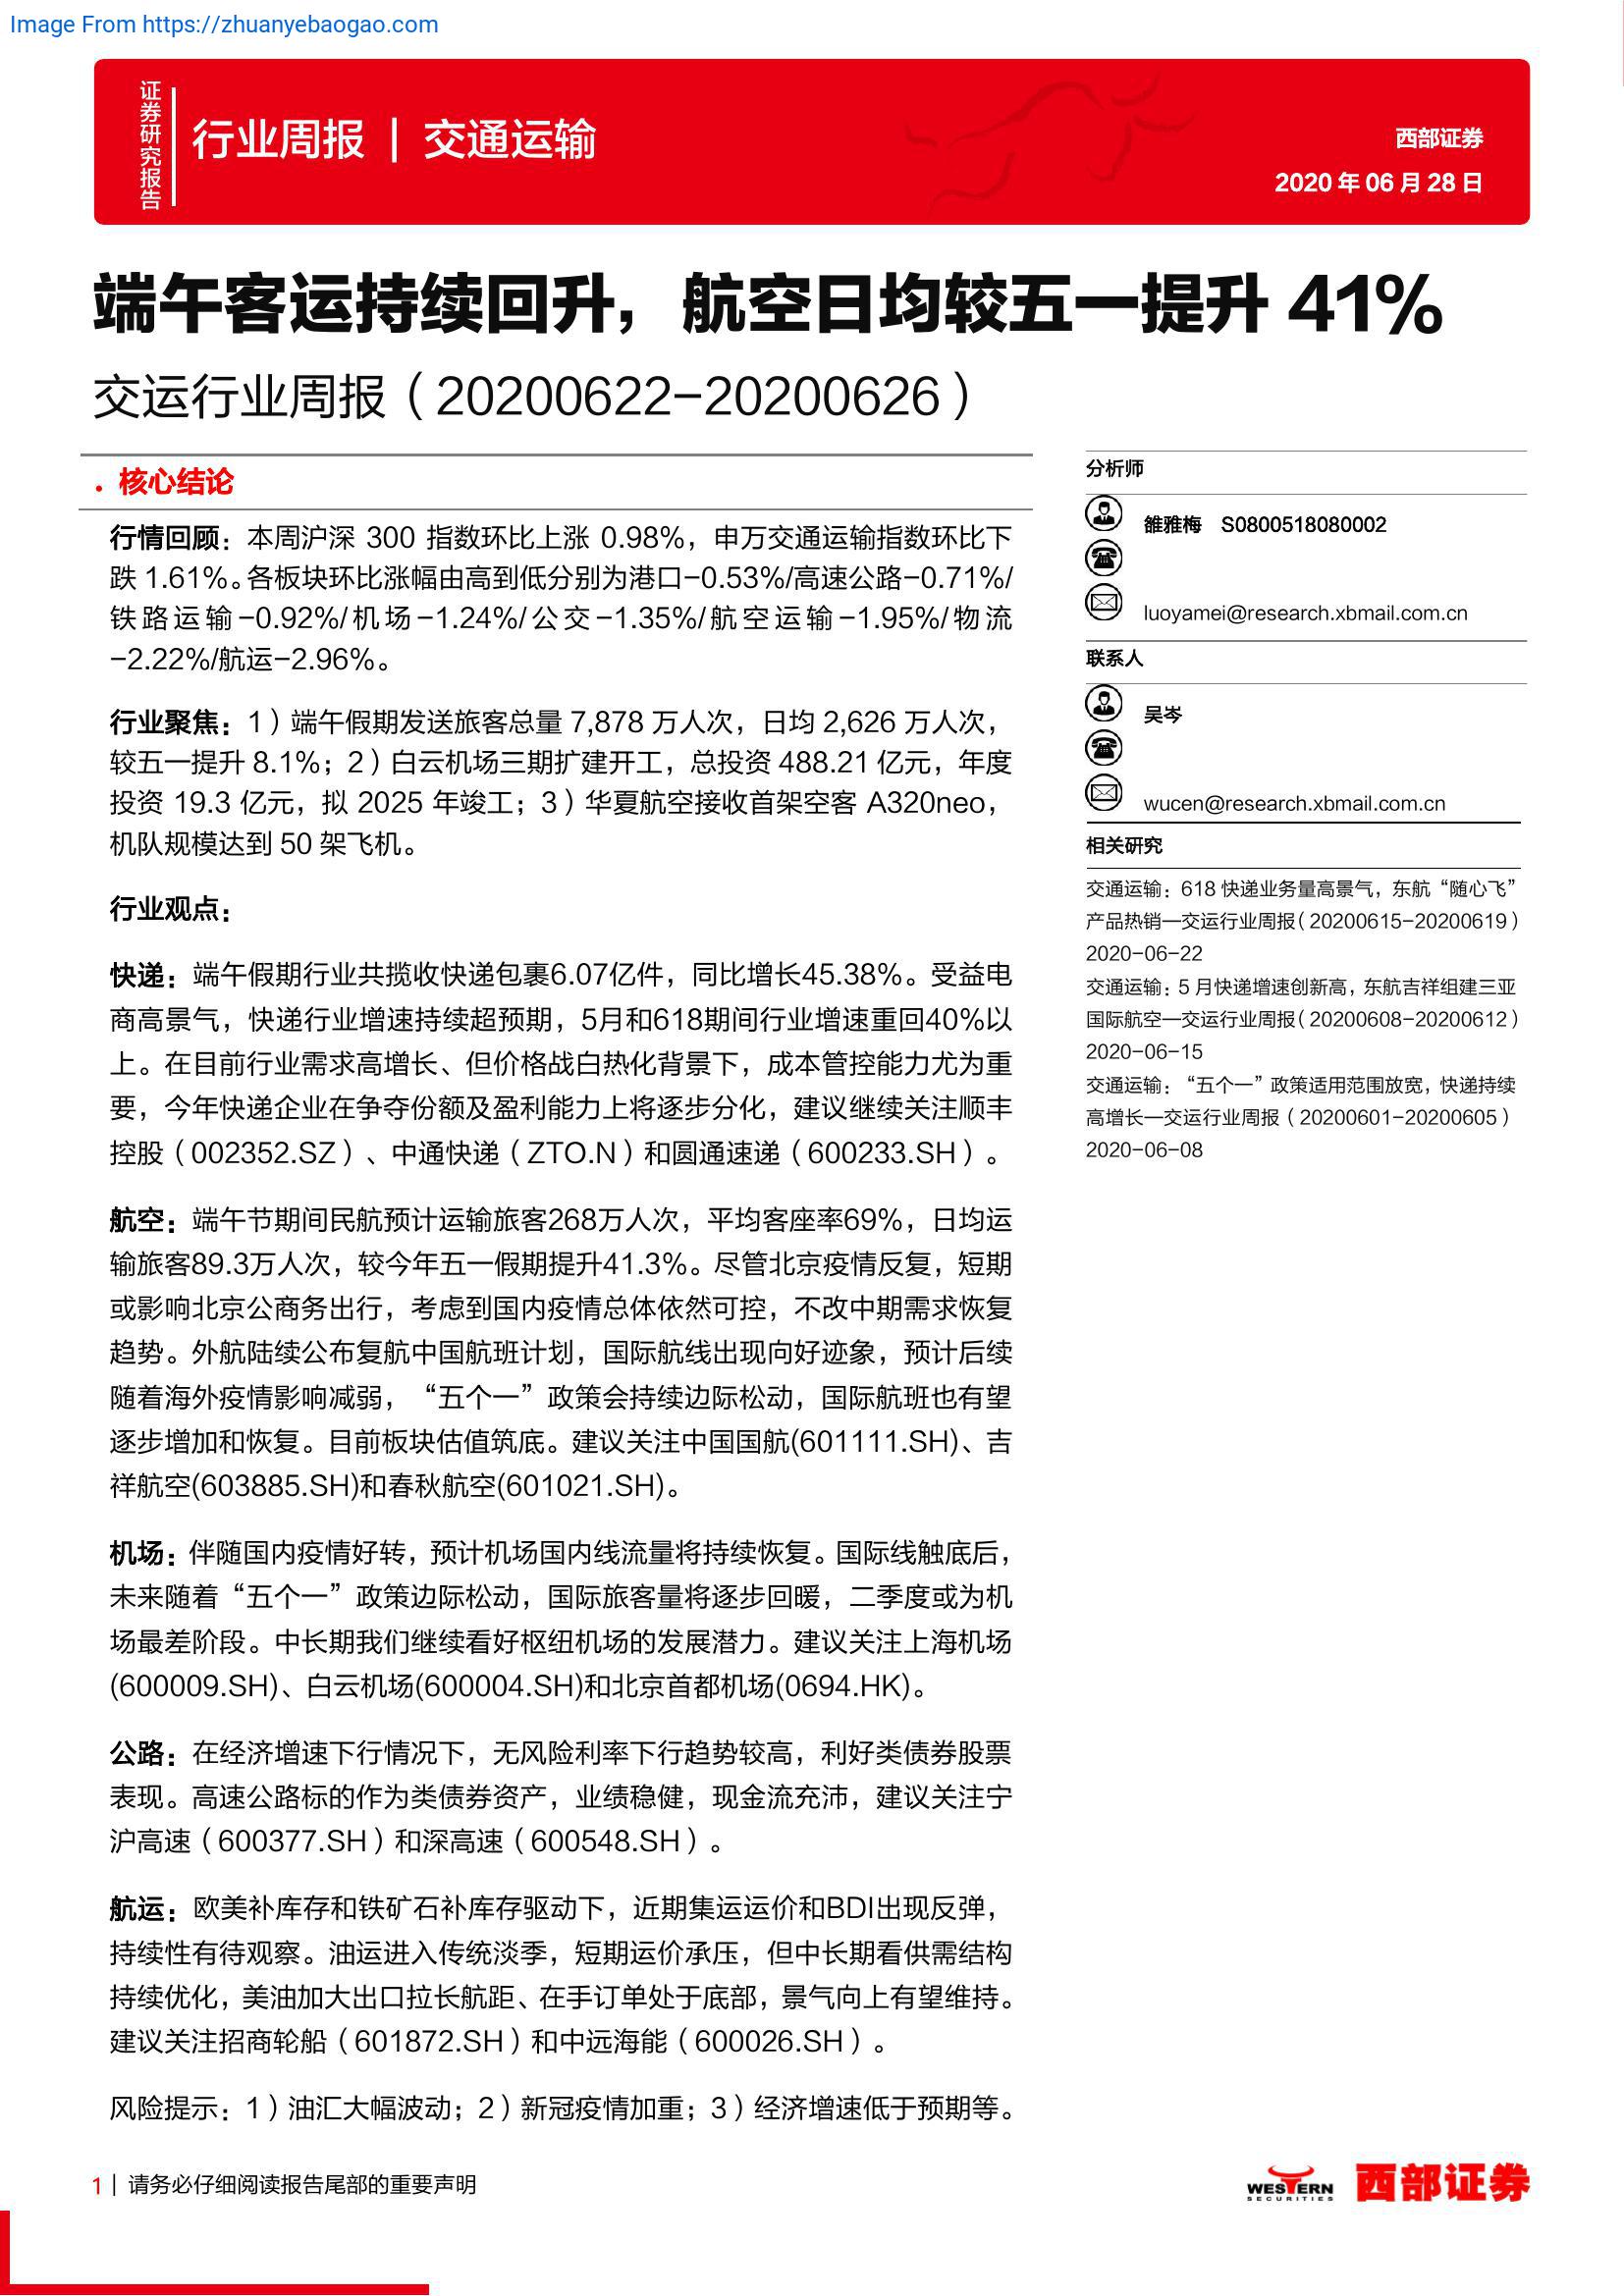 Image From https://zhuanyebaogao.com
证券研究报告
行业周报 | 交通运输
西部证券
2020 年 06 月 28 日
端午客运持续回升，航空日均较五一提升 41%
交运行业周报（20200622-20200626）
• 核心结论
行情回顾：本周沪深 300 指数环比上涨 0.98%，申万交通运输指数环比下
跌 1.61%。各板块环比涨幅由高到低分别为港口-0.53%/高速公路-0.71%/
铁路运输-0.92%/机场-1.24%/公交-1.35%/航空运输-1.95%/物流
-2.22%/航运-2.96%。
行业聚焦：1）端午假期发送旅客总量 7,878 万人次，日均 2,626 万人次，
较五一提升 8.1%；2）白云机场三期扩建开工，总投资 488.21 亿元，年度
投资 19.3 亿元，拟 2025 年竣工；3）华夏航空接收首架空客 A320neo，
机队规模达到 50 架飞机。
行业观点：
快递：端午假期行业共揽收快递包裹6.07亿件，同比增长45.38%。受益电
商高景气，快递行业增速持续超预期，5月和618期间行业增速重回40%以
上。在目前行业需求高增长、但价格战白热化背景下，成本管控能力尤为重
要，今年快递企业在争夺份额及盈利能力上将逐步分化，建议继续关注顺丰
控股（002352.SZ）、中通快递（ZTO.N）和圆通速递（600233.SH）。
航空：端午节期间民航预计运输旅客268万人次，平均客座率69%，日均运
输旅客89.3万人次，较今年五一假期提升41.3%。尽管北京疫情反复，短期
或影响北京公商务出行，考虑到国内疫情总体依然可控，不改中期需求恢复
趋势。外航陆续公布复航中国航班计划，国际航线出现向好迹象，预计后续
随着海外疫情影响减弱，“五个一”政策会持续边际松动，国际航班也有望
逐步增加和恢复。目前板块估值筑底。建议关注中国国航(601111.SH)、吉
祥航空(603885.SH)和春秋航空(601021.SH)。
机场：伴随国内疫情好转，预计机场国内线流量将持续恢复。国际线触底后，
未来随着“五个一”政策边际松动，国际旅客量将逐步回暖，二季度或为机
场最差阶段。中长期我们继续看好枢纽机场的发展潜力。建议关注上海机场
(600009.SH)、白云机场(600004.SH)和北京首都机场(0694.HK)。
公路：在经济增速下行情况下，无风险利率下行趋势较高，利好类债券股票
表现。高速公路标的作为类债券资产，业绩稳健，现金流充沛，建议关注宁
沪高速（600377.SH）和深高速（600548.SH）。
航运：欧美补库存和铁矿石补库存驱动下，近期集运运价和BDI出现反弹，
持续性有待观察。油运进入传统淡季，短期运价承压，但中长期看供需结构
持续优化，美油加大出口拉长航距、在手订单处于底部，景气向上有望维持。
建议关注招商轮船（601872.SH）和中远海能（600026.SH）。
风险提示：1）油汇大幅波动；2）新冠疫情加重；3）经济增速低于预期等。
分析师
雒雅梅 S0800518080002
luoyamei@research.xbmail.com.cn
联系人
吴岑
wucen@research.xbmail.com.cn
相关研究
交通运输：618 快递业务量高景气，东航“随心飞”
产品热销—交运行业周报（20200615-20200619）
2020-06-22
交通运输：5 月快递增速创新高，东航吉祥组建三亚
国际航空—交运行业周报（20200608-20200612）
2020-06-15
交通运输：“五个一”政策适用范围放宽，快递持续
高增长—交运行业周报（20200601-20200605）
2020-06-08
1 | 请务必仔细阅读报告尾部的重要声明
WESTERN
SECURITIES
西部证券